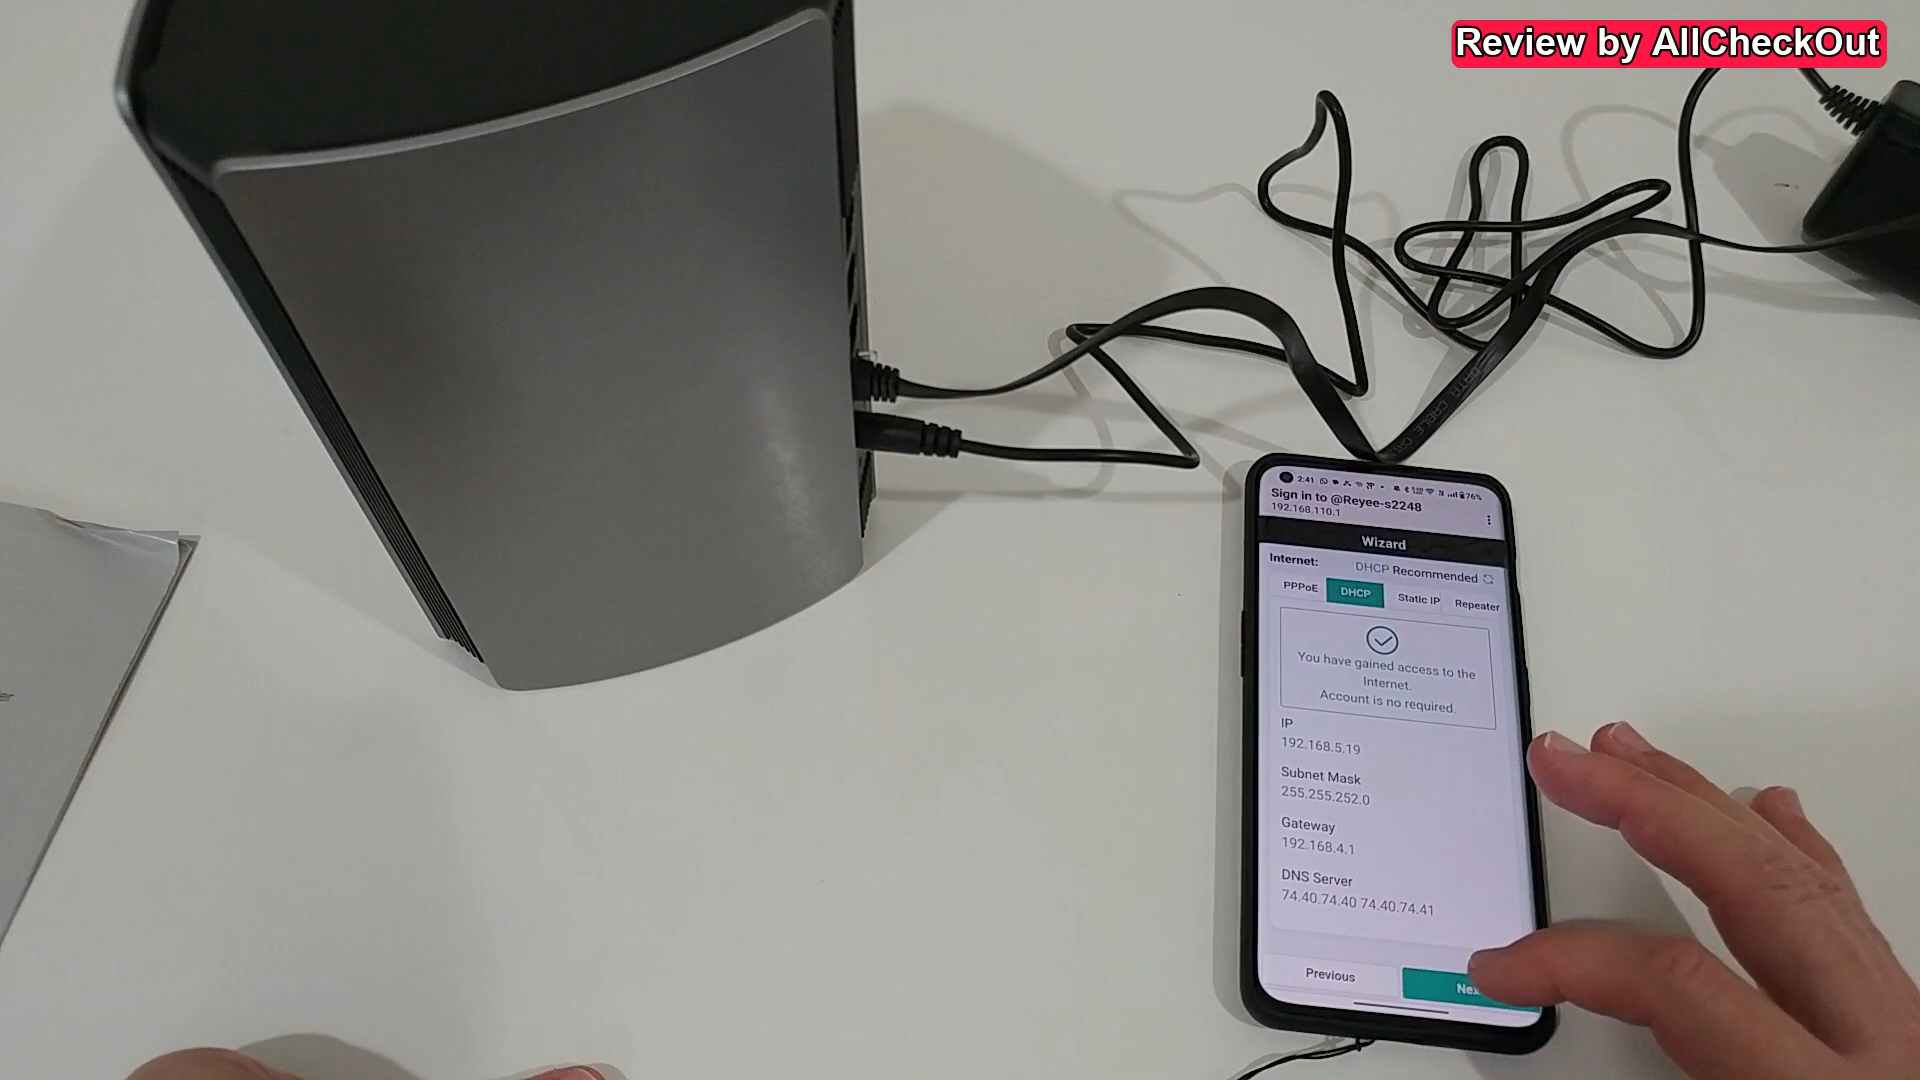 Review by AllCheckOut
2:41
76%
Sign in to @Reyee-s2248
192.168.110.1
Wizard
Internet:
DHCP Recommended
PPPoE
DHCP
Static IP
Repeater
You have gained access to the
Internet.
Account is no required.
IP
192.168.5.19
Subnet Mask
255.255.252.0
Gateway
192.168.4.1
DNS Server
74.40.74.40 74.40.74.41
Previous